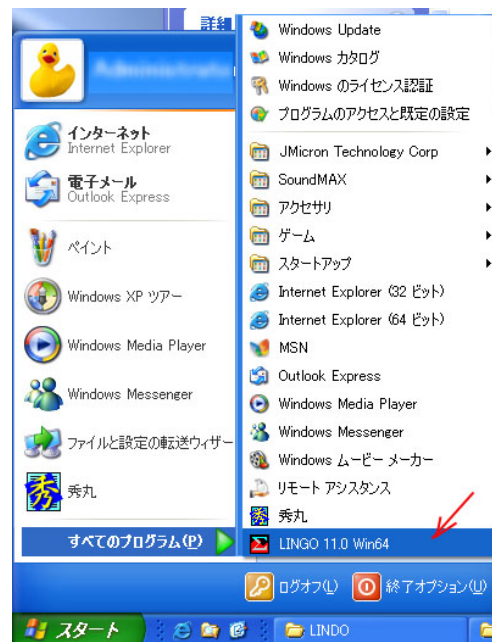 詳細
インターネット
Internet Explorer
電子メール
Outlook Express
ペイント
Windows XP ツアー
Windows Media Player
Windows Messenger
ファイルと設定の転送ウィザー
秀丸
すべてのプログラム(P)
Windows Update
Windows カタログ
Windows のライセンス認証
プログラムのアクセスと既定の設定
JMicron Technology Corp
SoundMAX
アクセサリ
ゲーム
スタートアップ
Internet Explorer (32 ビット)
Internet Explorer (64 ビット)
MSN
Outlook Express
Windows Media Player
Windows Messenger
Windows ムービー メーカー
リモート アシスタンス
秀丸
LINGO 11.0 Win64
ログオフ(L)
終了オプション(U)
スタート
LINDO